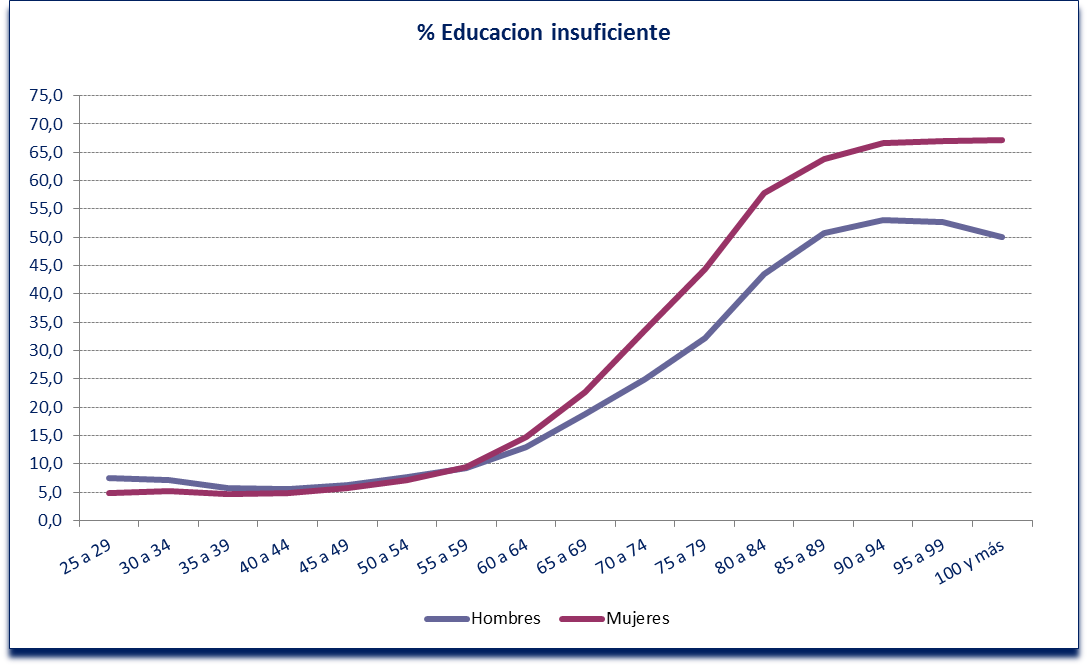 % Educacion insuficiente
75,0
70,0
65,0
60,0
55,0
50,0
45,0
40,0
35,0
30,0
25,0
20,0
15,0
10,0
5,0
0,0
25 a 29
30 a 34
35 a 39
40 a 44
45 a 49
50 a 54
55 a 59
60 a 64
65 a 69
70 a 74
75 a 79
80 a 84
85 a 89
90 a 94
95 a 99
100 y más
Hombres
Mujeres